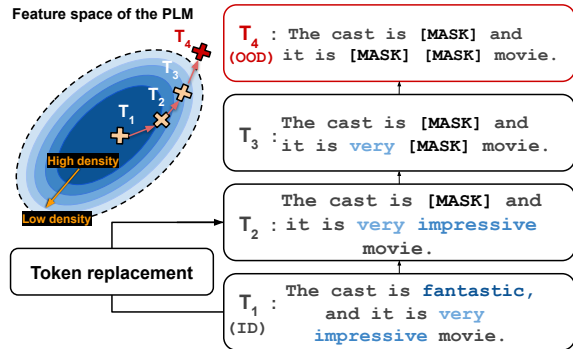 Feature space of the PLM
T4
T3
T2
T1
High density
Low density
Token replacement
T4 (OOD) : The cast is [MASK] and
it is [MASK] [MASK] movie.
T3 : The cast is [MASK] and
it is very [MASK] movie.
The cast is [MASK] and
T2 : it is very impressive
movie.
T1 (ID) : The cast is fantastic,
and it is very
impressive movie.